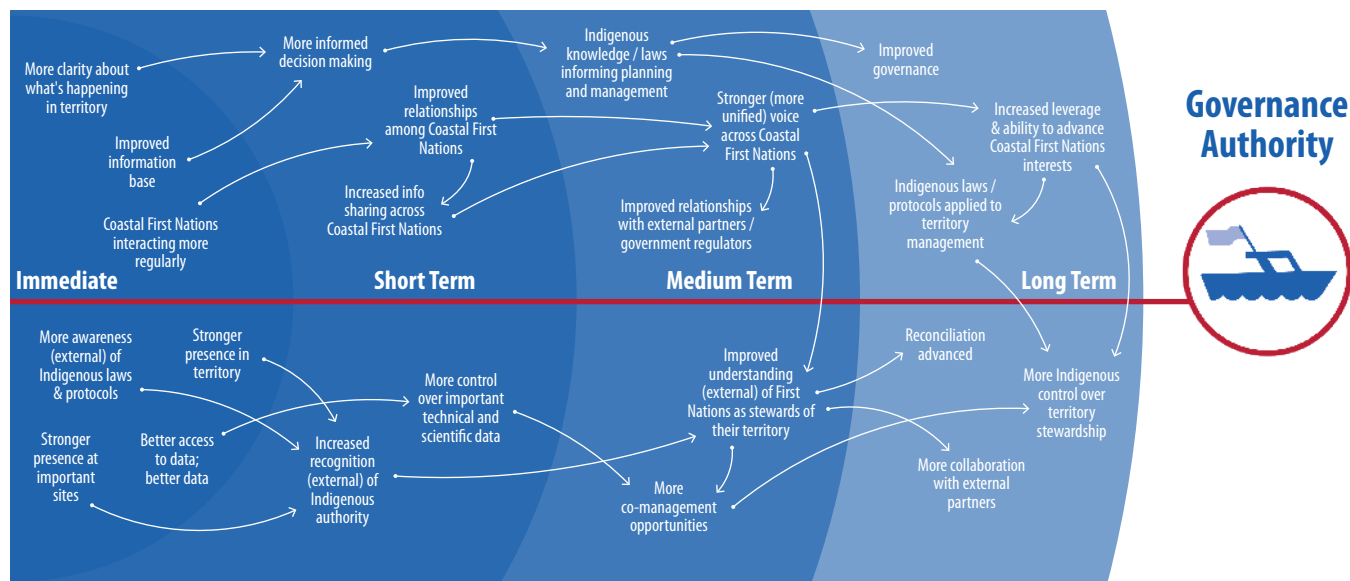 More clarity about
what's happening
in territory
More informed
decision making
Indigenous
knowledge / laws
informing planning
and management
Improved
governance
Improved
information
base
Improved
relationships
among Coastal First
Nations
Stronger (more
unified) voice
across Coastal
First Nations
Increased leverage
& ability to advance
Coastal First Nations
interests
Coastal First Nations
interacting more
regularly
Increased info
sharing across
Coastal First Nations
Improved relationships
with external partners /
government regulators
Indigenous laws /
protocols applied to
territory
management
Governance
Authority
Immediate
Short Term
Medium Term
Long Term
More awareness
(external) of
Indigenous laws
& protocols
Stronger
presence in
territory
Stronger
presence at
important
sites
Better access
to data;
better data
Increased
recognition
(external) of
Indigenous
authority
More control
over important
technical and
scientific data
Improved
understanding
(external) of First
Nations as stewards of
their territory
More
co-management
opportunities
Reconciliation
advanced
More Indigenous
control over
territory
stewardship
More collaboration
with external
partners